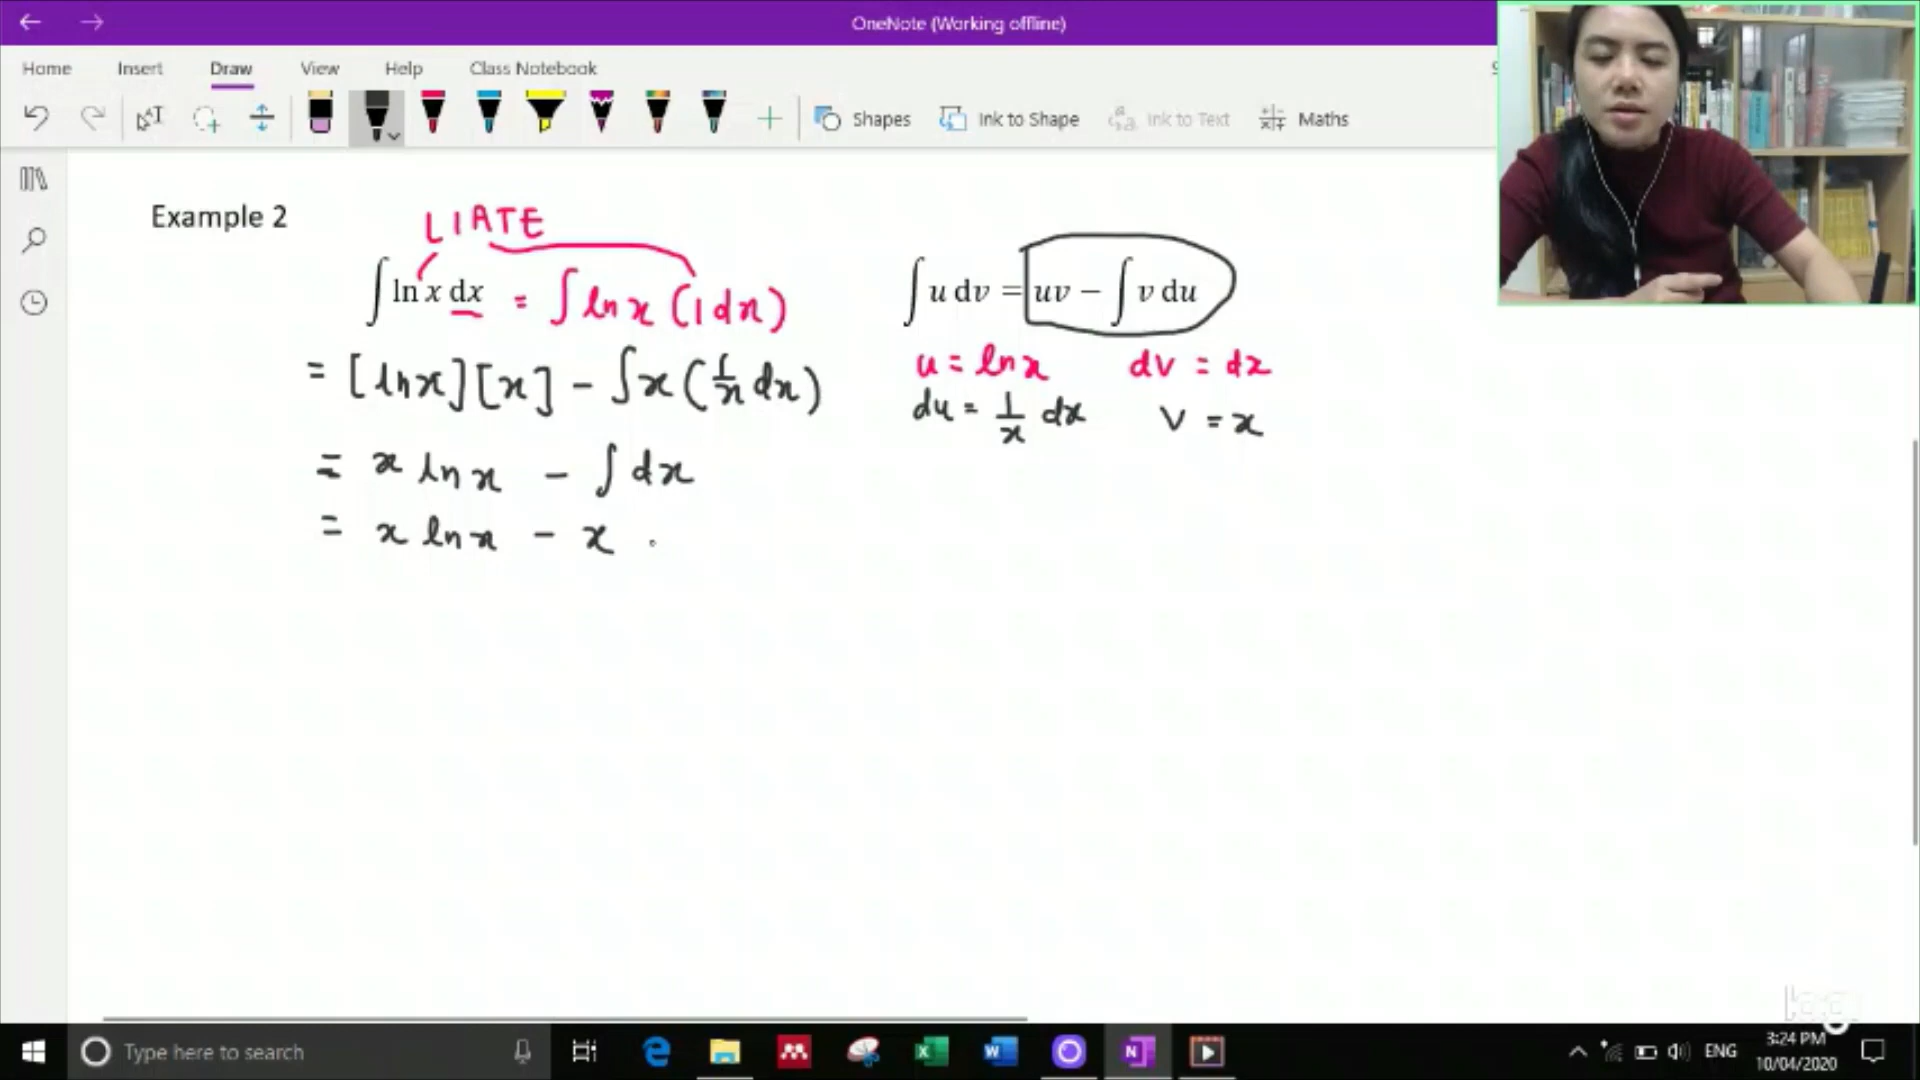 OneNote (Working offline)
Home Insert Draw View Help Class Notebook
Shapes Ink to Shape Ink to Text Maths
Example 2
LIATE
∫ ln x dx = ∫ ln x (1 dx)
∫ u dv = uv − ∫ v du
= [ln x][x] − ∫ x (1/x dx)
u = ln x dv = dx
du = 1/x dx v = x
= x ln x − ∫ dx
= x ln x − x
Type here to search
ENG
3:24 PM
10/04/2020